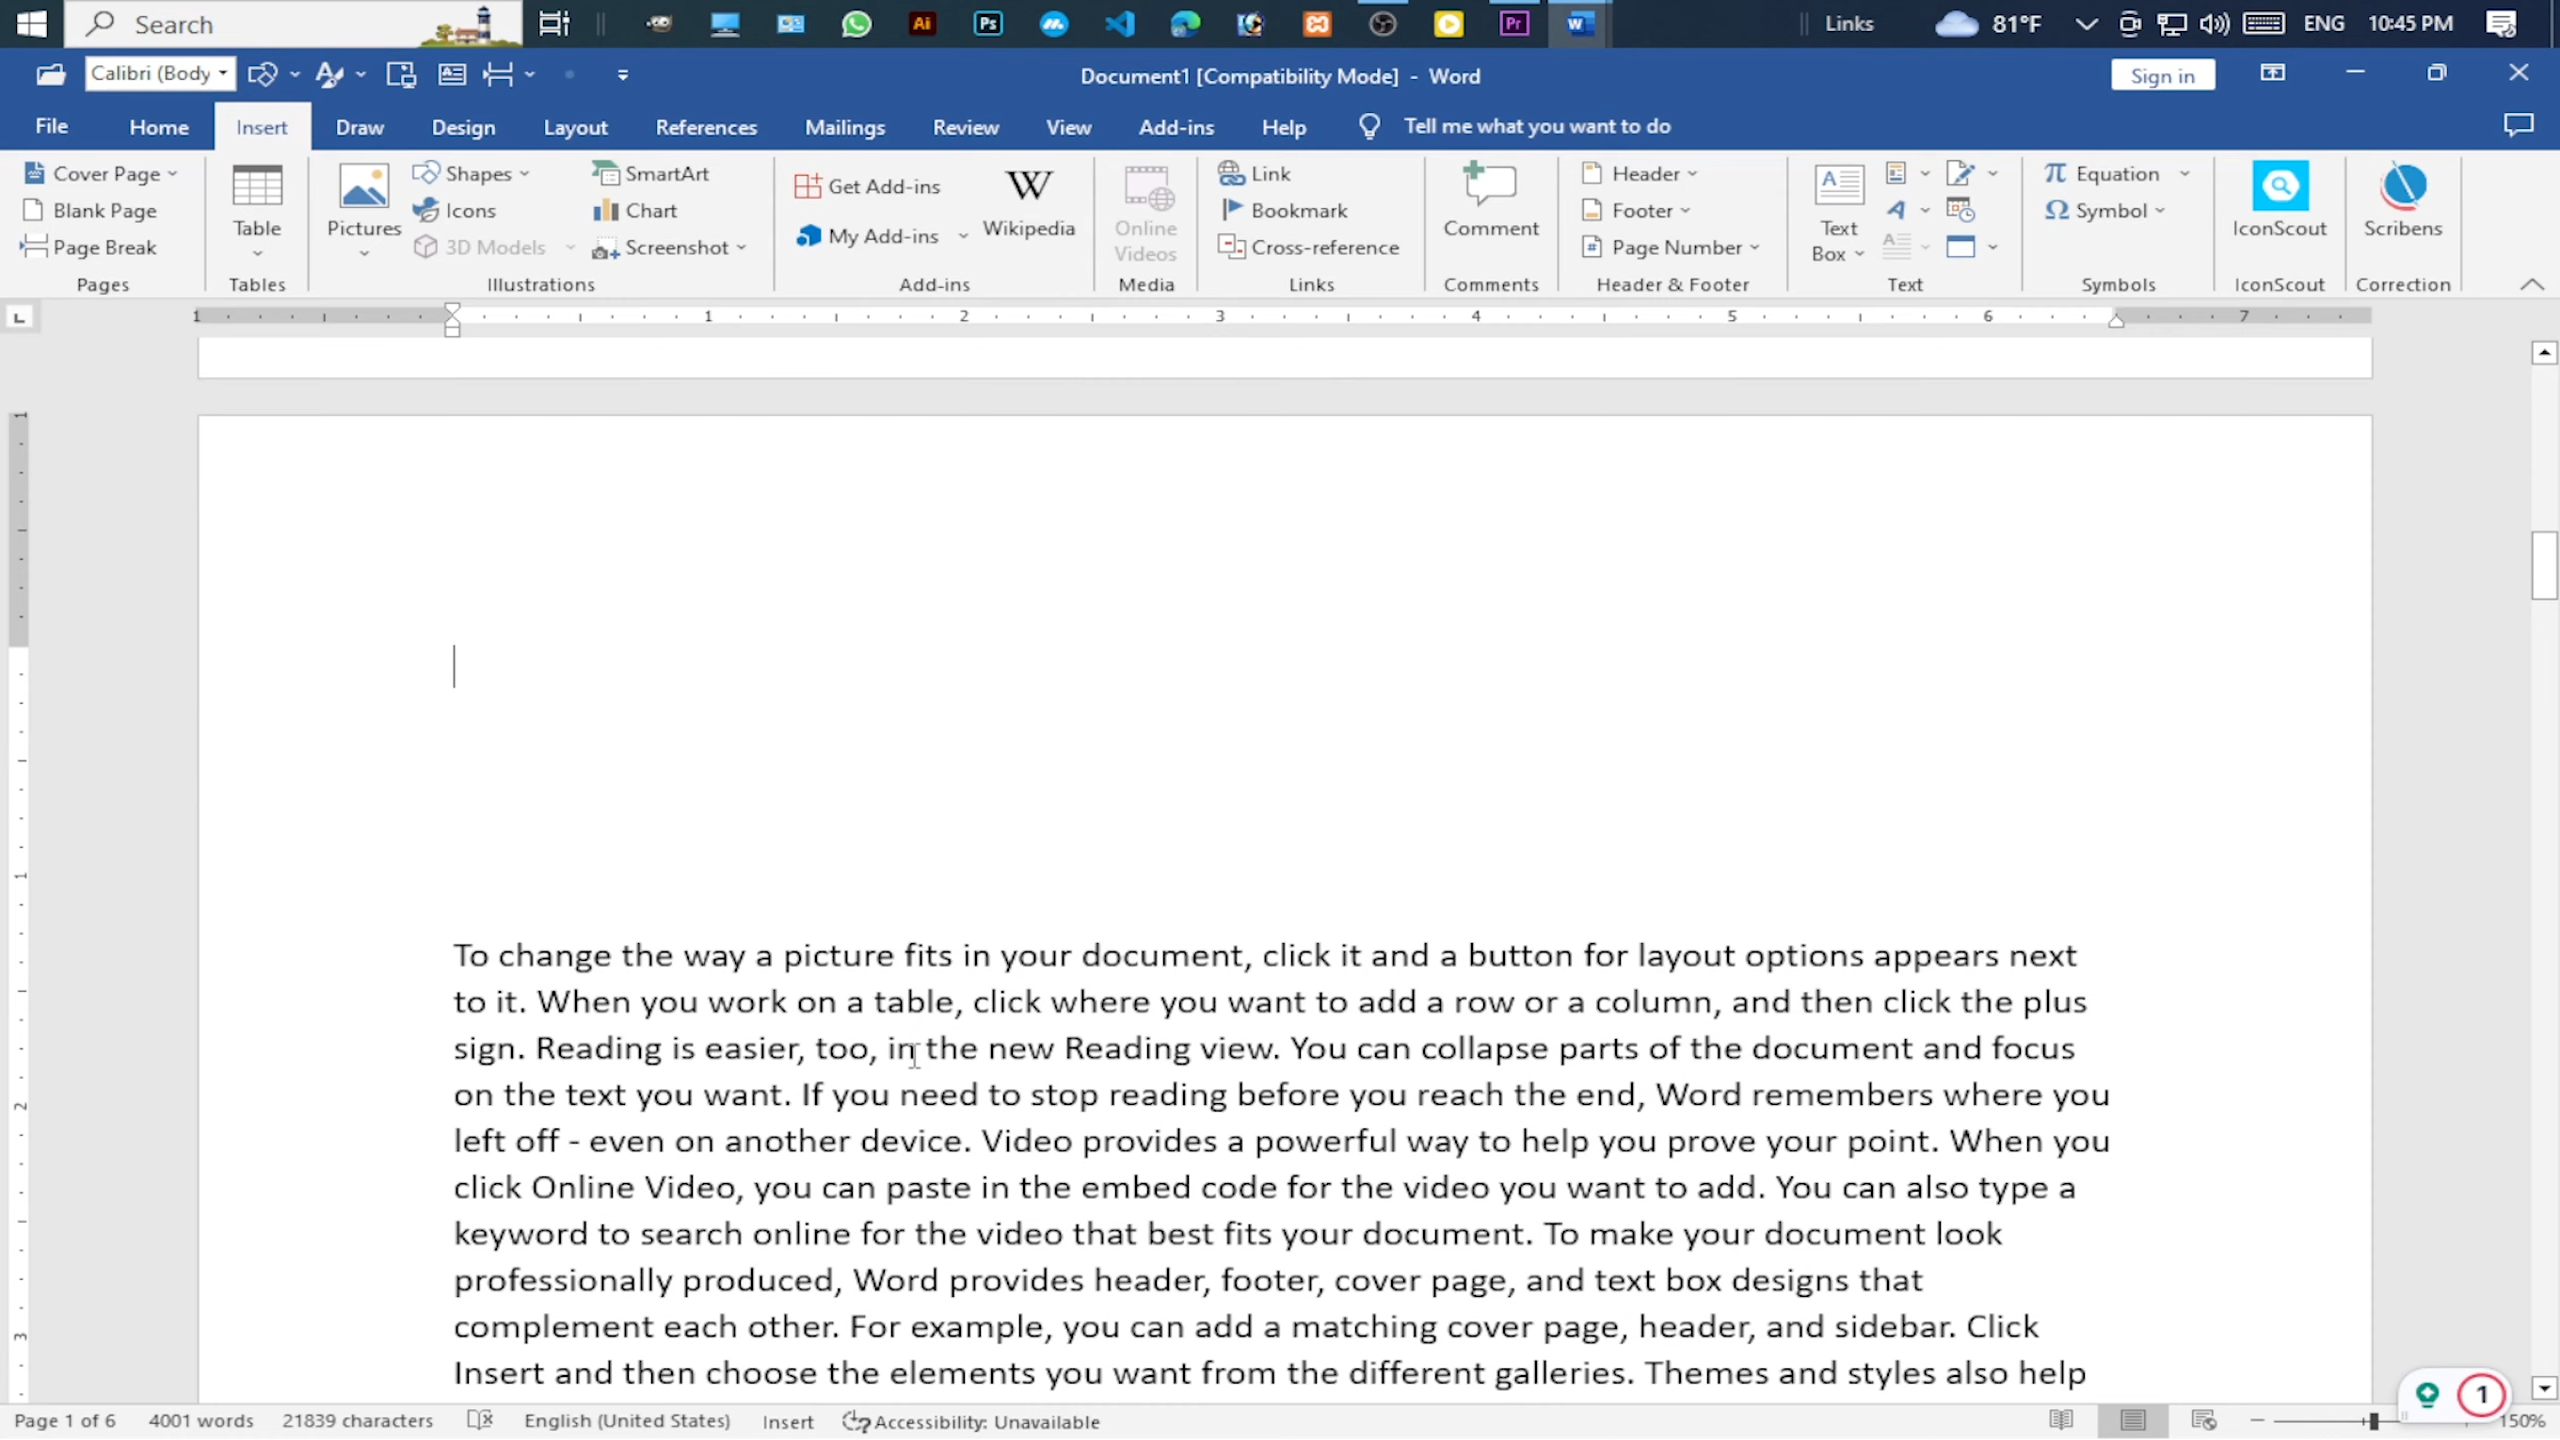 Search
Links
81°F
ENG
10:45 PM
Calibri (Body
Document1 [Compatibility Mode] - Word
Sign in
File Home Insert Draw Design Layout References Mailings Review View Add-ins Help Tell me what you want to do
Cover Page
Blank Page
Page Break
Pages
Table
Tables
Pictures
Shapes
Icons
3D Models
SmartArt
Chart
Screenshot
Illustrations
Get Add-ins
My Add-ins
Wikipedia
Add-ins
Online
Videos
Media
Link
Bookmark
Cross-reference
Links
Comment
Comments
Header
Footer
Page Number
Header & Footer
Text
Box
Text
Equation
Symbol
Symbols
IconScout
IconScout
Scribens
Correction
1 1 2 3 4 5 6 7
To change the way a picture fits in your document, click it and a button for layout options appears next
to it. When you work on a table, click where you want to add a row or a column, and then click the plus
sign. Reading is easier, too, in the new Reading view. You can collapse parts of the document and focus
on the text you want. If you need to stop reading before you reach the end, Word remembers where you
left off - even on another device. Video provides a powerful way to help you prove your point. When you
click Online Video, you can paste in the embed code for the video you want to add. You can also type a
keyword to search online for the video that best fits your document. To make your document look
professionally produced, Word provides header, footer, cover page, and text box designs that
complement each other. For example, you can add a matching cover page, header, and sidebar. Click
Insert and then choose the elements you want from the different galleries. Themes and styles also help
1
Page 1 of 6 4001 words 21839 characters English (United States) Insert Accessibility: Unavailable 150%